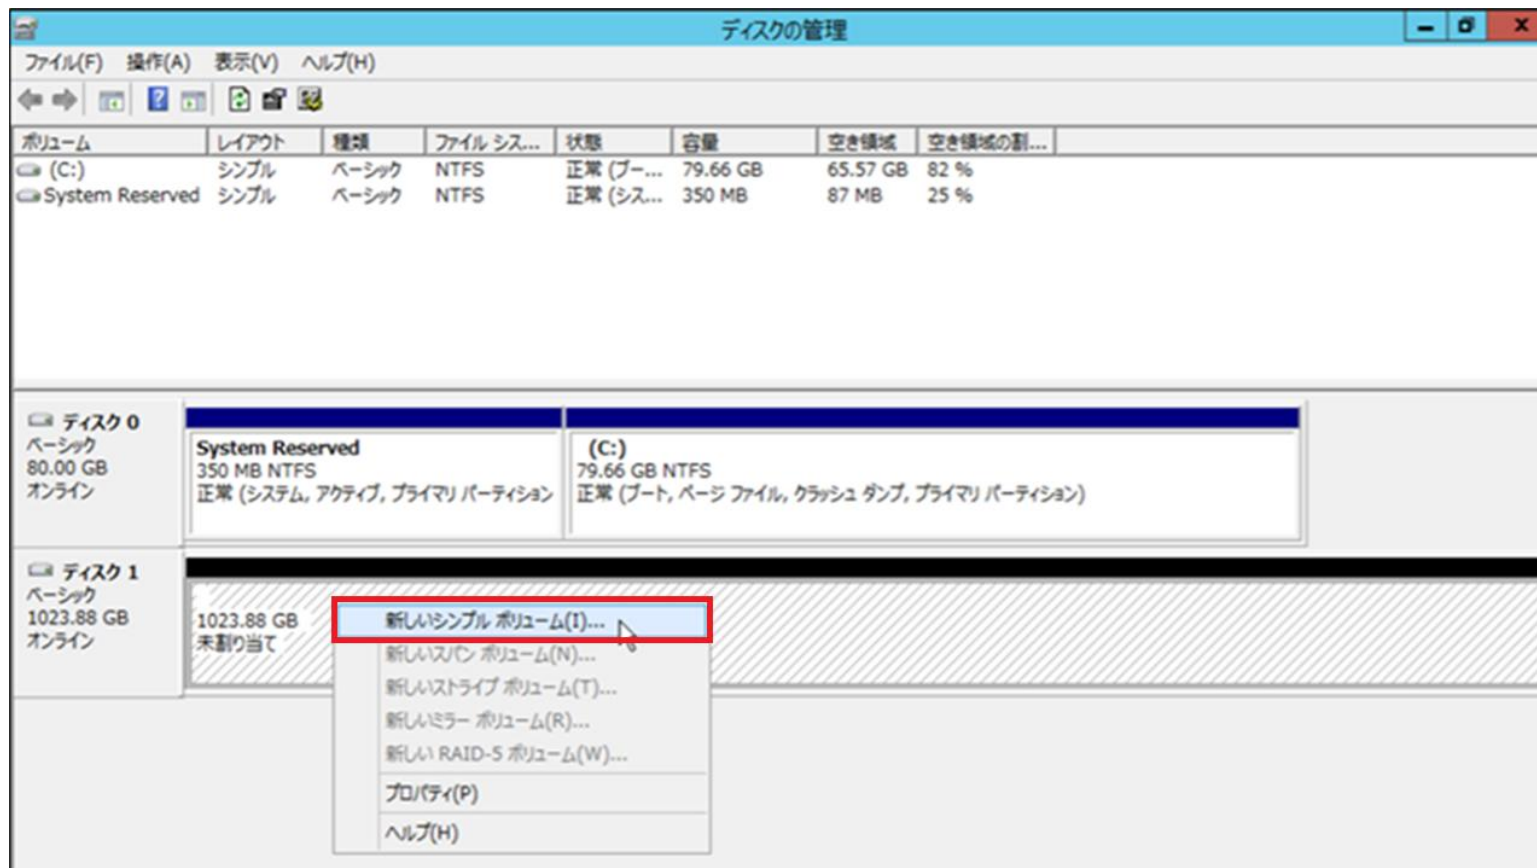 ディスクの管理
ファイル(F) 操作(A) 表示(V) ヘルプ(H)
ボリューム レイアウト 種類 ファイル シス... 状態 容量 空き領域 空き領域の割...
(C:) シンプル ベーシック NTFS 正常 (ブー... 79.66 GB 65.57 GB 82 %
System Reserved シンプル ベーシック NTFS 正常 (シス... 350 MB 87 MB 25 %
ディスク 0
ベーシック
80.00 GB
オンライン
System Reserved
350 MB NTFS
正常 (システム, アクティブ, プライマリ パーティション
(C:)
79.66 GB NTFS
正常 (ブート, ページ ファイル, クラッシュ ダンプ, プライマリ パーティション)
ディスク 1
ベーシック
1023.88 GB
オンライン
1023.88 GB
未割り当て
新しいシンプル ボリューム(I)...
新しいスパン ボリューム(N)...
新しいストライプ ボリューム(T)...
新しいミラー ボリューム(R)...
新しい RAID-5 ボリューム(W)...
プロパティ(P)
ヘルプ(H)